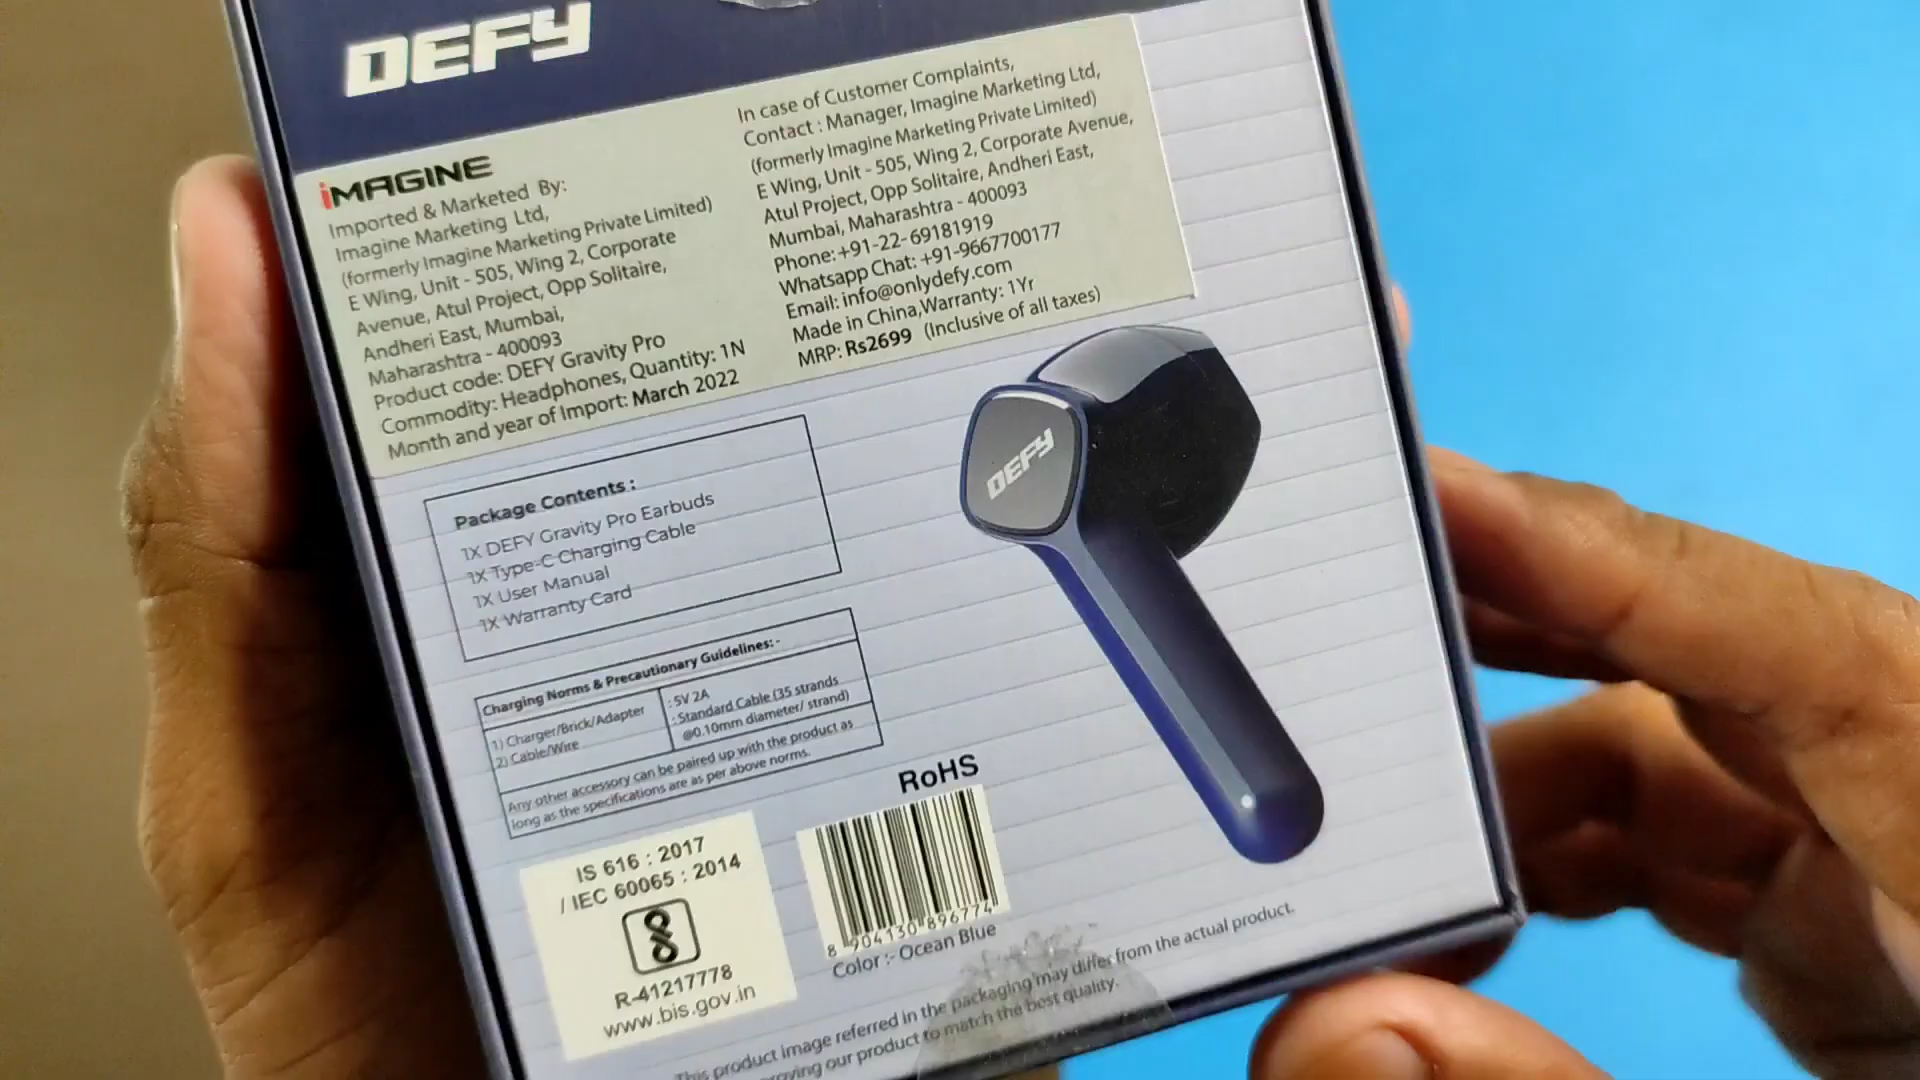 DEFY
iMAGINE
Imported & Marketed By:
Imagine Marketing Ltd,
(formerly Imagine Marketing Private Limited)
E Wing, Unit - 505, Wing 2, Corporate
Avenue, Atul Project, Opp Solitaire,
Andheri East, Mumbai,
Maharashtra - 400093
Product code: DEFY Gravity Pro
Commodity: Headphones, Quantity: 1N
Month and year of Import: March 2022
In case of Customer Complaints,
Contact : Manager, Imagine Marketing Ltd,
(formerly Imagine Marketing Private Limited)
E Wing, Unit - 505, Wing 2, Corporate Avenue,
Atul Project, Opp Solitaire, Andheri East,
Mumbai, Maharashtra - 400093
Phone:+91-22-69181919
Whatsapp Chat: +91-9667700177
Email: info@onlydefy.com
Made in China,Warranty: 1Yr
MRP: Rs2699 (Inclusive of all taxes)
DEFY
Package Contents :
1X DEFY Gravity Pro Earbuds
1X Type-C Charging Cable
1X User Manual
1X Warranty Card
Charging Norms & Precautionary Guidelines: -
1) Charger/Brick/Adapter : 5V 2A
2) Cable/Wire : Standard Cable (35 strands
@0.10mm diameter/ strand)
Any other accessory can be paired up with the product as
long as the specifications are as per above norms.
RoHS
IS 616 : 2017
/ IEC 60065 : 2014
R-41217778
www.bis.gov.in
8 904130 896774
Color :- Ocean Blue
This product image referred in the packaging may differ from the actual product.
our product to match the best quality.